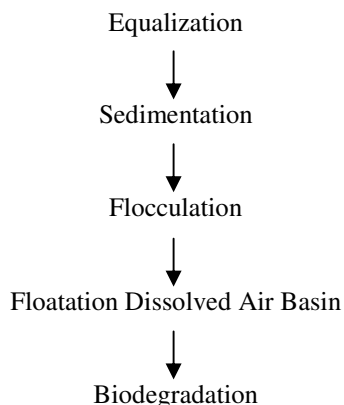 Equalization
Sedimentation
Flocculation
Floatation Dissolved Air Basin
Biodegradation